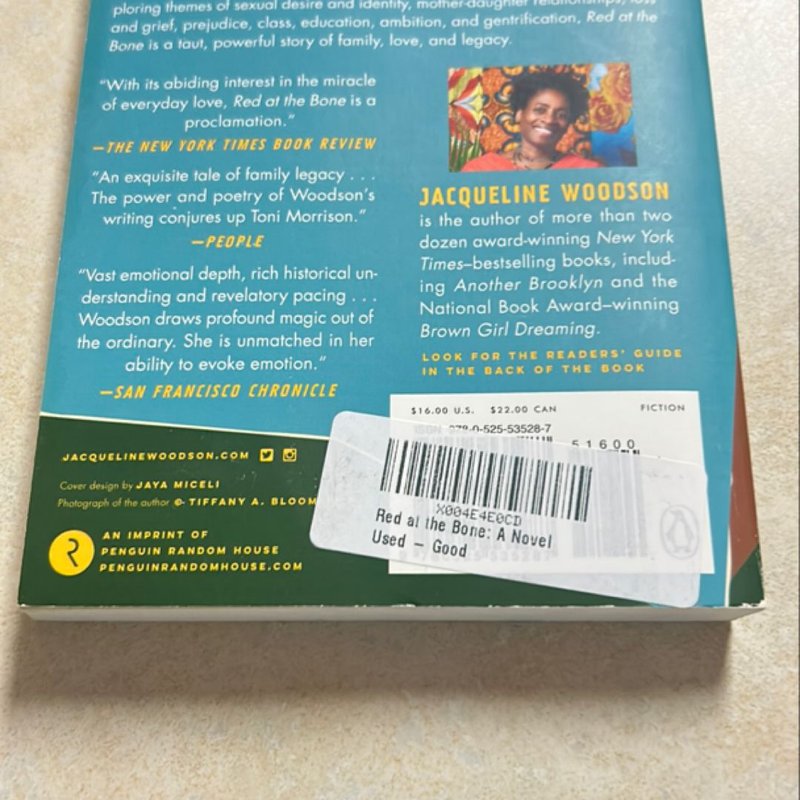 ploring themes of sexual desire and identity, mother-daughter relationships, loss
and grief, prejudice, class, education, ambition, and gentrification, Red at the
Bone is a taut, powerful story of family, love, and legacy.
“With its abiding interest in the miracle
of everyday love, Red at the Bone is a
proclamation.”
—THE NEW YORK TIMES BOOK REVIEW
“An exquisite tale of family legacy . . .
The power and poetry of Woodson’s
writing conjures up Toni Morrison.”
—PEOPLE
“Vast emotional depth, rich historical un-
derstanding and revelatory pacing . . .
Woodson draws profound magic out of
the ordinary. She is unmatched in her
ability to evoke emotion.”
—SAN FRANCISCO CHRONICLE
JACQUELINE WOODSON
is the author of more than two
dozen award-winning New York
Times–bestselling books, includ-
ing Another Brooklyn and the
National Book Award–winning
Brown Girl Dreaming.
LOOK FOR THE READERS’ GUIDE
IN THE BACK OF THE BOOK
$16.00 U.S. $22.00 CAN FICTION
ISBN 978-0-525-53528-7
51600
X004E4E0CD
Red at the Bone: A Novel
Used – Good
JACQUELINEWOODSON.COM
Cover design by JAYA MICELI
Photograph of the author © TIFFANY A. BLOOM
AN IMPRINT OF
PENGUIN RANDOM HOUSE
PENGUINRANDOMHOUSE.COM